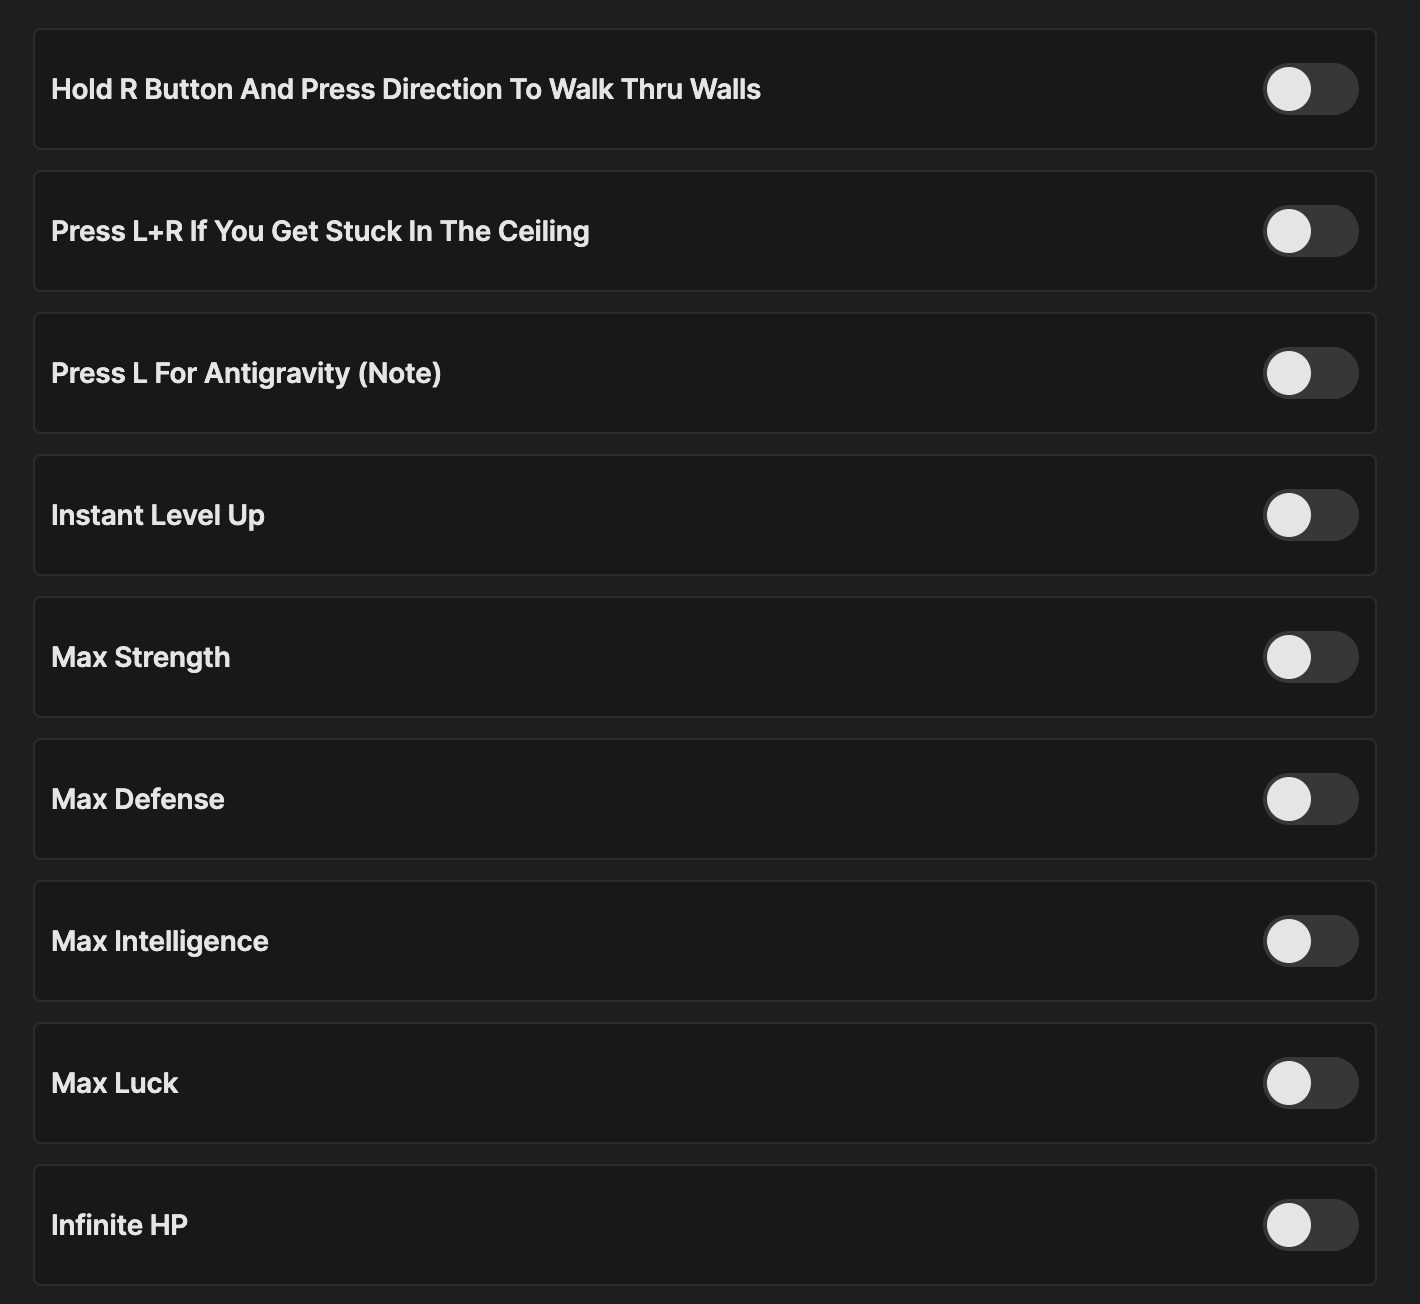 Hold R Button And Press Direction To Walk Thru Walls
Press L+R If You Get Stuck In The Ceiling
Press L For Antigravity (Note)
Instant Level Up
Max Strength
Max Defense
Max Intelligence
Max Luck
Infinite HP